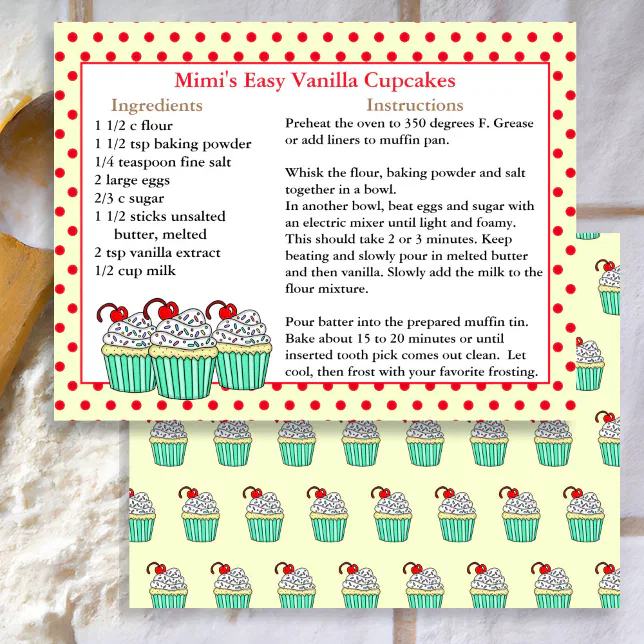 Mimi's Easy Vanilla Cupcakes
Ingredients
1 1/2 c flour
1 1/2 tsp baking powder
1/4 teaspoon fine salt
2 large eggs
2/3 c sugar
1 1/2 sticks unsalted
butter, melted
2 tsp vanilla extract
1/2 cup milk
Instructions
Preheat the oven to 350 degrees F. Grease
or add liners to muffin pan.
Whisk the flour, baking powder and salt
together in a bowl.
In another bowl, beat eggs and sugar with
an electric mixer until light and foamy.
This should take 2 or 3 minutes. Keep
beating and slowly pour in melted butter
and then vanilla. Slowly add the milk to the
flour mixture.
Pour batter into the prepared muffin tin.
Bake about 15 to 20 minutes or until
inserted tooth pick comes out clean. Let
cool, then frost with your favorite frosting.